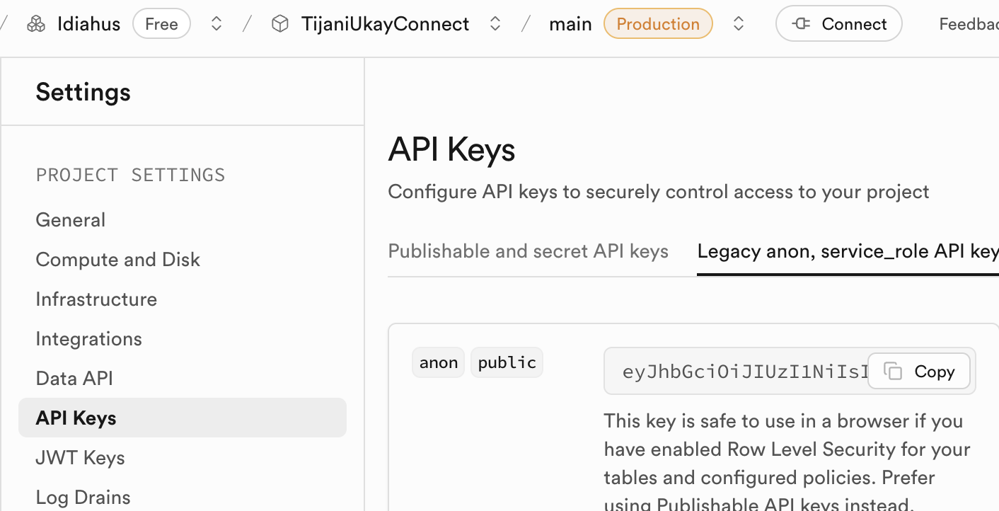 / Idiahus Free / TijaniUkayConnect / main Production Connect Feedbac
Settings
PROJECT SETTINGS
General
Compute and Disk
Infrastructure
Integrations
Data API
API Keys
JWT Keys
Log Drains
API Keys
Configure API keys to securely control access to your project
Publishable and secret API keys Legacy anon, service_role API key
anon public eyJhbGciOiJIUzI1NiIsI Copy
This key is safe to use in a browser if you
have enabled Row Level Security for your
tables and configured policies. Prefer
using Publishable API keys instead.